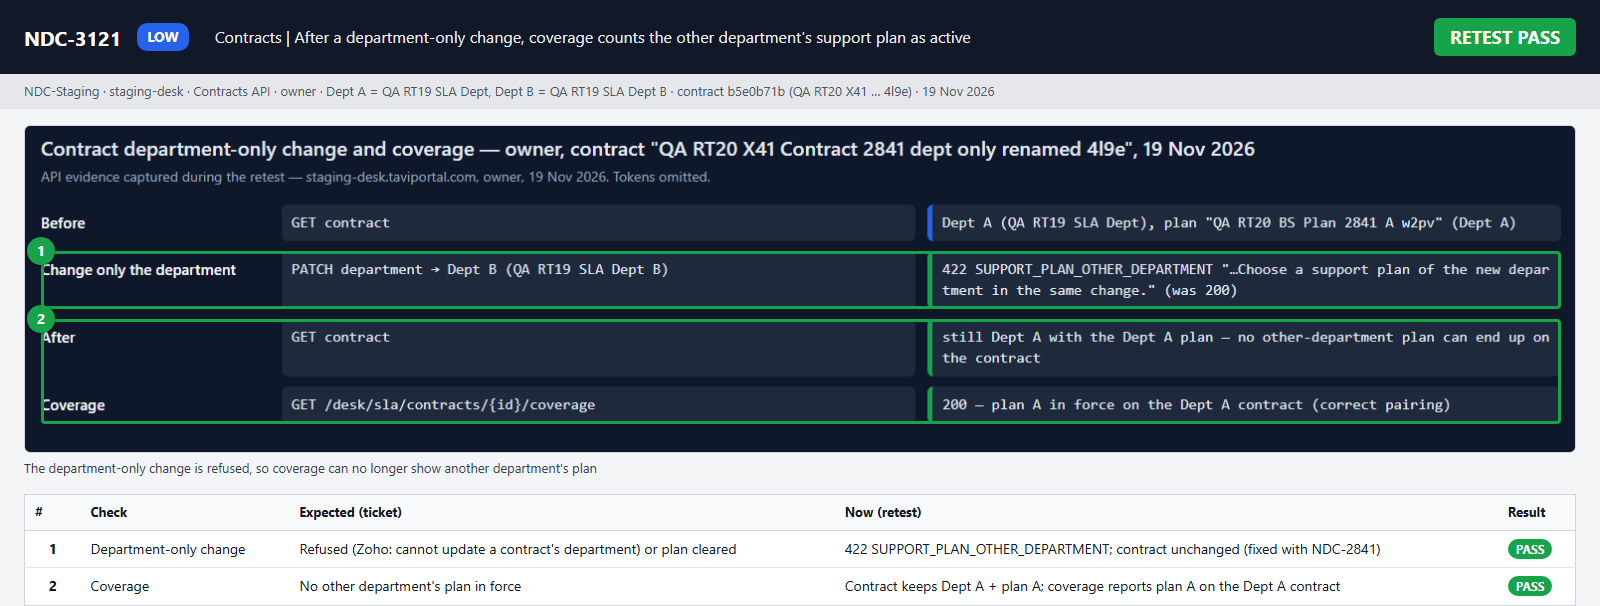 NDC-3121 LOW Contracts | After a department-only change, coverage counts the other department's support plan as active RETEST PASS
NDC-Staging · staging-desk · Contracts API · owner · Dept A = QA RT19 SLA Dept, Dept B = QA RT19 SLA Dept B · contract b5e0b71b (QA RT20 X41 ... 4l9e) · 19 Nov 2026
Contract department-only change and coverage — owner, contract "QA RT20 X41 Contract 2841 dept only renamed 4l9e", 19 Nov 2026
API evidence captured during the retest — staging-desk.taviportal.com, owner, 19 Nov 2026. Tokens omitted.
Before GET contract Dept A (QA RT19 SLA Dept), plan "QA RT20 BS Plan 2841 A w2pv" (Dept A)
1
Change only the department PATCH department → Dept B (QA RT19 SLA Dept B) 422 SUPPORT_PLAN_OTHER_DEPARTMENT "…Choose a support plan of the new depar
tment in the same change." (was 200)
2
After GET contract still Dept A with the Dept A plan — no other-department plan can end up on
the contract
Coverage GET /desk/sla/contracts/{id}/coverage 200 — plan A in force on the Dept A contract (correct pairing)
The department-only change is refused, so coverage can no longer show another department's plan
# Check Expected (ticket) Now (retest) Result
1 Department-only change Refused (Zoho: cannot update a contract's department) or plan cleared 422 SUPPORT_PLAN_OTHER_DEPARTMENT; contract unchanged (fixed with NDC-2841) PASS
2 Coverage No other department's plan in force Contract keeps Dept A + plan A; coverage reports plan A on the Dept A contract PASS